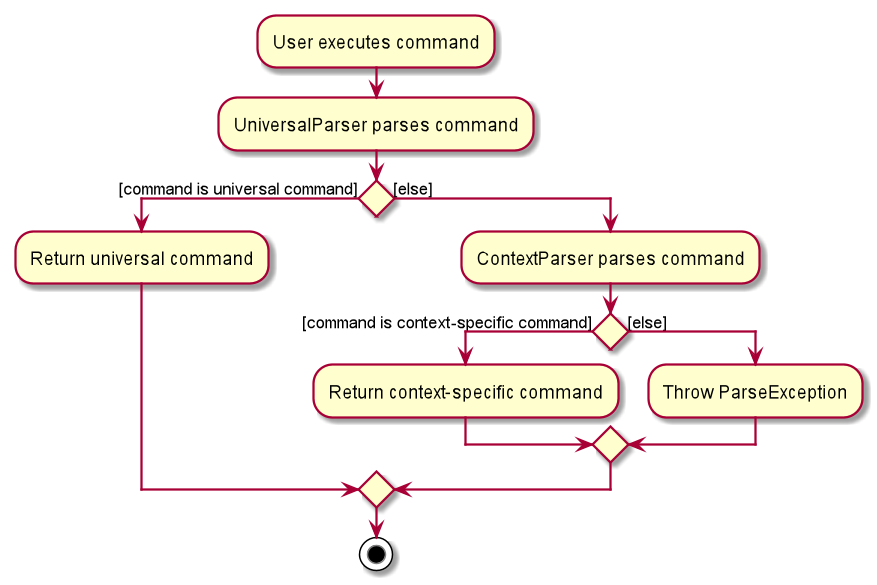 User executes command
UniversalParser parses command
[command is universal command]
[else]
Return universal command
ContextParser parses command
[command is context-specific command]
[else]
Return context-specific command
Throw ParseException